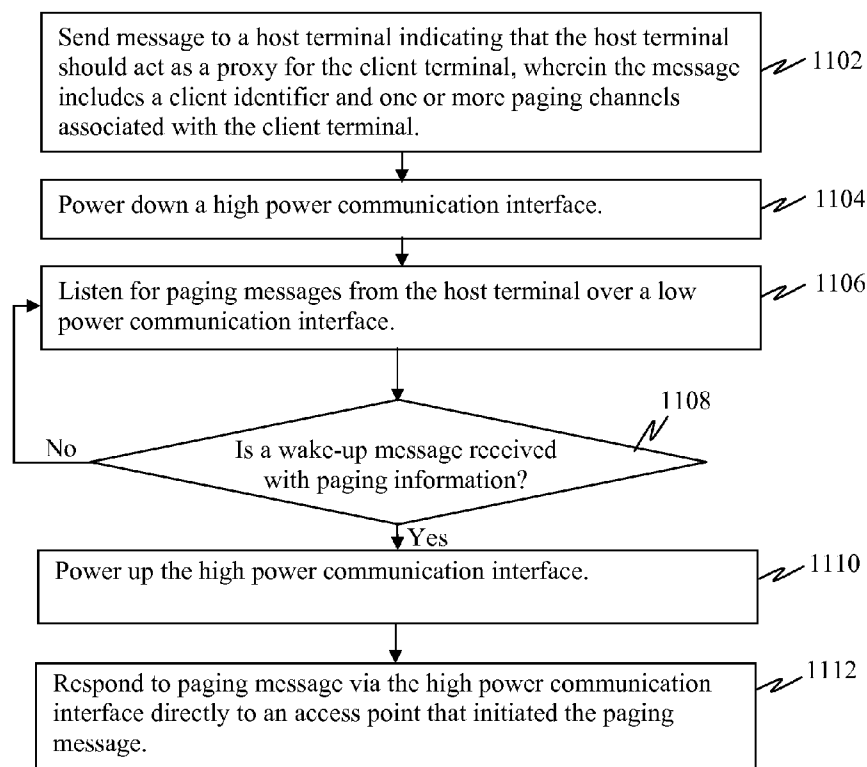 Send message to a host terminal indicating that the host terminal
should act as a proxy for the client terminal, wherein the message
includes a client identifier and one or more paging channels
associated with the client terminal.
1102
Power down a high power communication interface.
1104
Listen for paging messages from the host terminal over a low
power communication interface.
1106
1108
No
Is a wake-up message received
with paging information?
Yes
Power up the high power communication interface.
1110
Respond to paging message via the high power communication
interface directly to an access point that initiated the paging
message.
1112